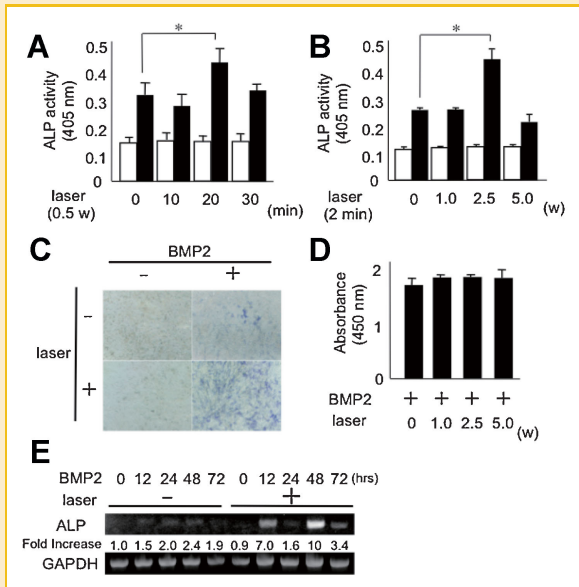 A
*
ALP activity
(405 nm)
0.5
0.4
0.3
0.2
0.1
0
laser
(0.5 w)
0 10 20 30 (min)
B
*
ALP activity
(405 nm)
0.5
0.4
0.3
0.2
0.1
0
laser
(2 min)
0 1.0 2.5 5.0 (w)
C
BMP2
− +
laser
−
+
D
Absorbance
(450 nm)
2
1
0
BMP2 + + + +
laser 0 1.0 2.5 5.0 (w)
E
BMP2 0 12 24 48 72 0 12 24 48 72 (hrs)
laser − +
ALP
Fold Increase 1.0 1.5 2.0 2.4 1.9 0.9 7.0 1.6 10 3.4
GAPDH